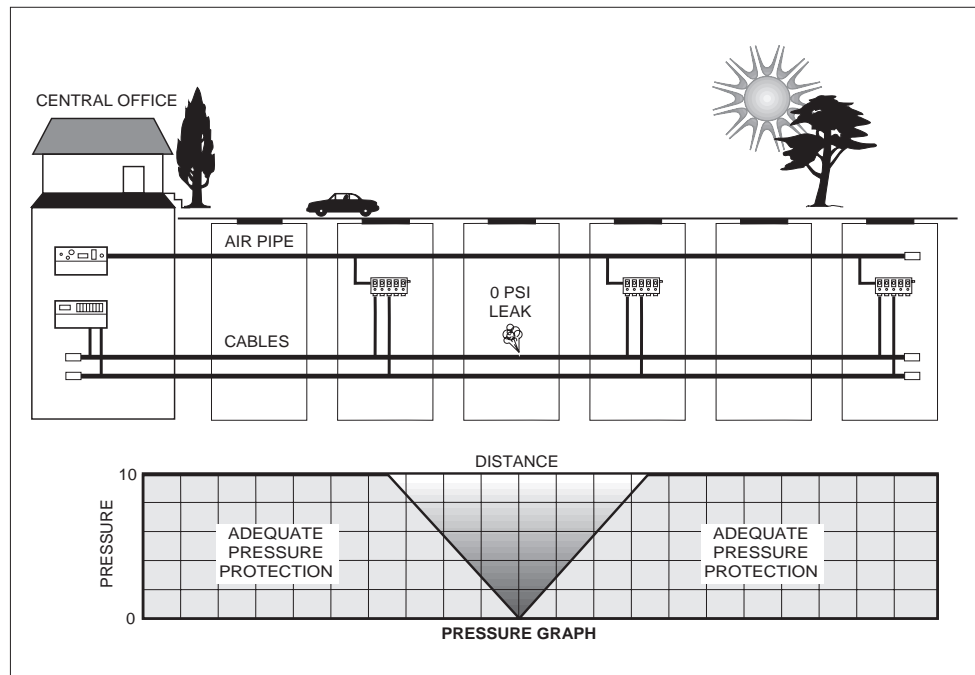 CENTRAL OFFICE
AIR PIPE
0 PSI
LEAK
CABLES
DISTANCE
10
PRESSURE
0
ADEQUATE
PRESSURE
PROTECTION
ADEQUATE
PRESSURE
PROTECTION
PRESSURE GRAPH